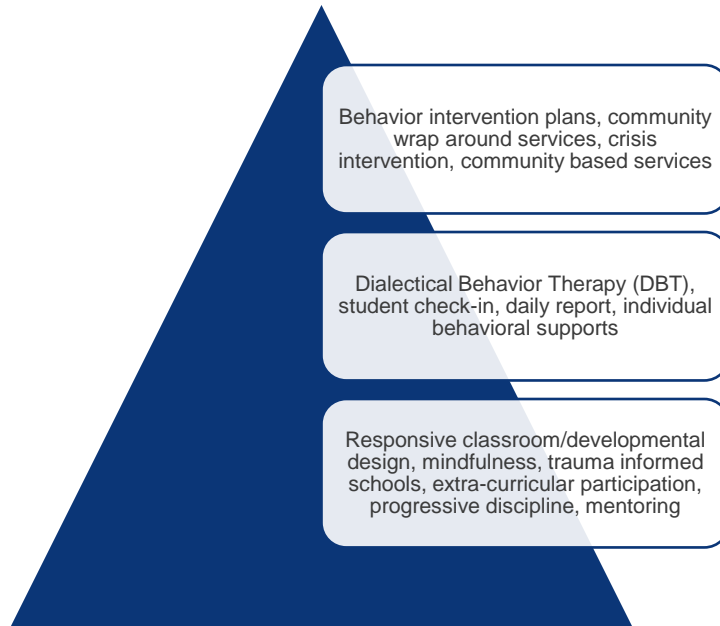 Behavior intervention plans, community
wrap around services, crisis
intervention, community based services
Dialectical Behavior Therapy (DBT),
student check-in, daily report, individual
behavioral supports
Responsive classroom/developmental
design, mindfulness, trauma informed
schools, extra-curricular participation,
progressive discipline, mentoring